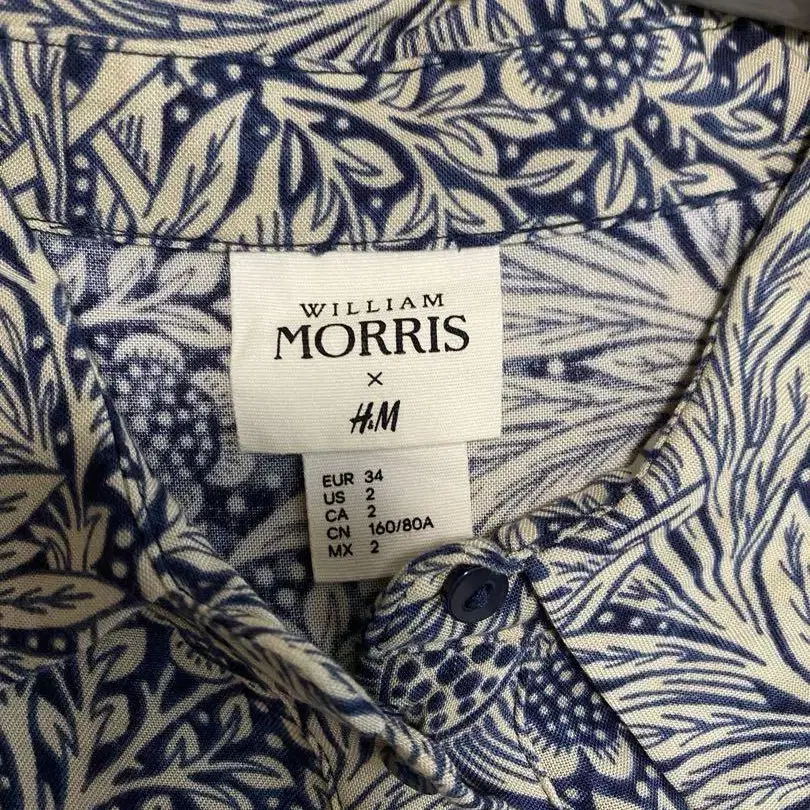 WILLIAM
MORRIS
×
H&M
EUR 34
US 2
CA 2
CN 160/80A
MX 2